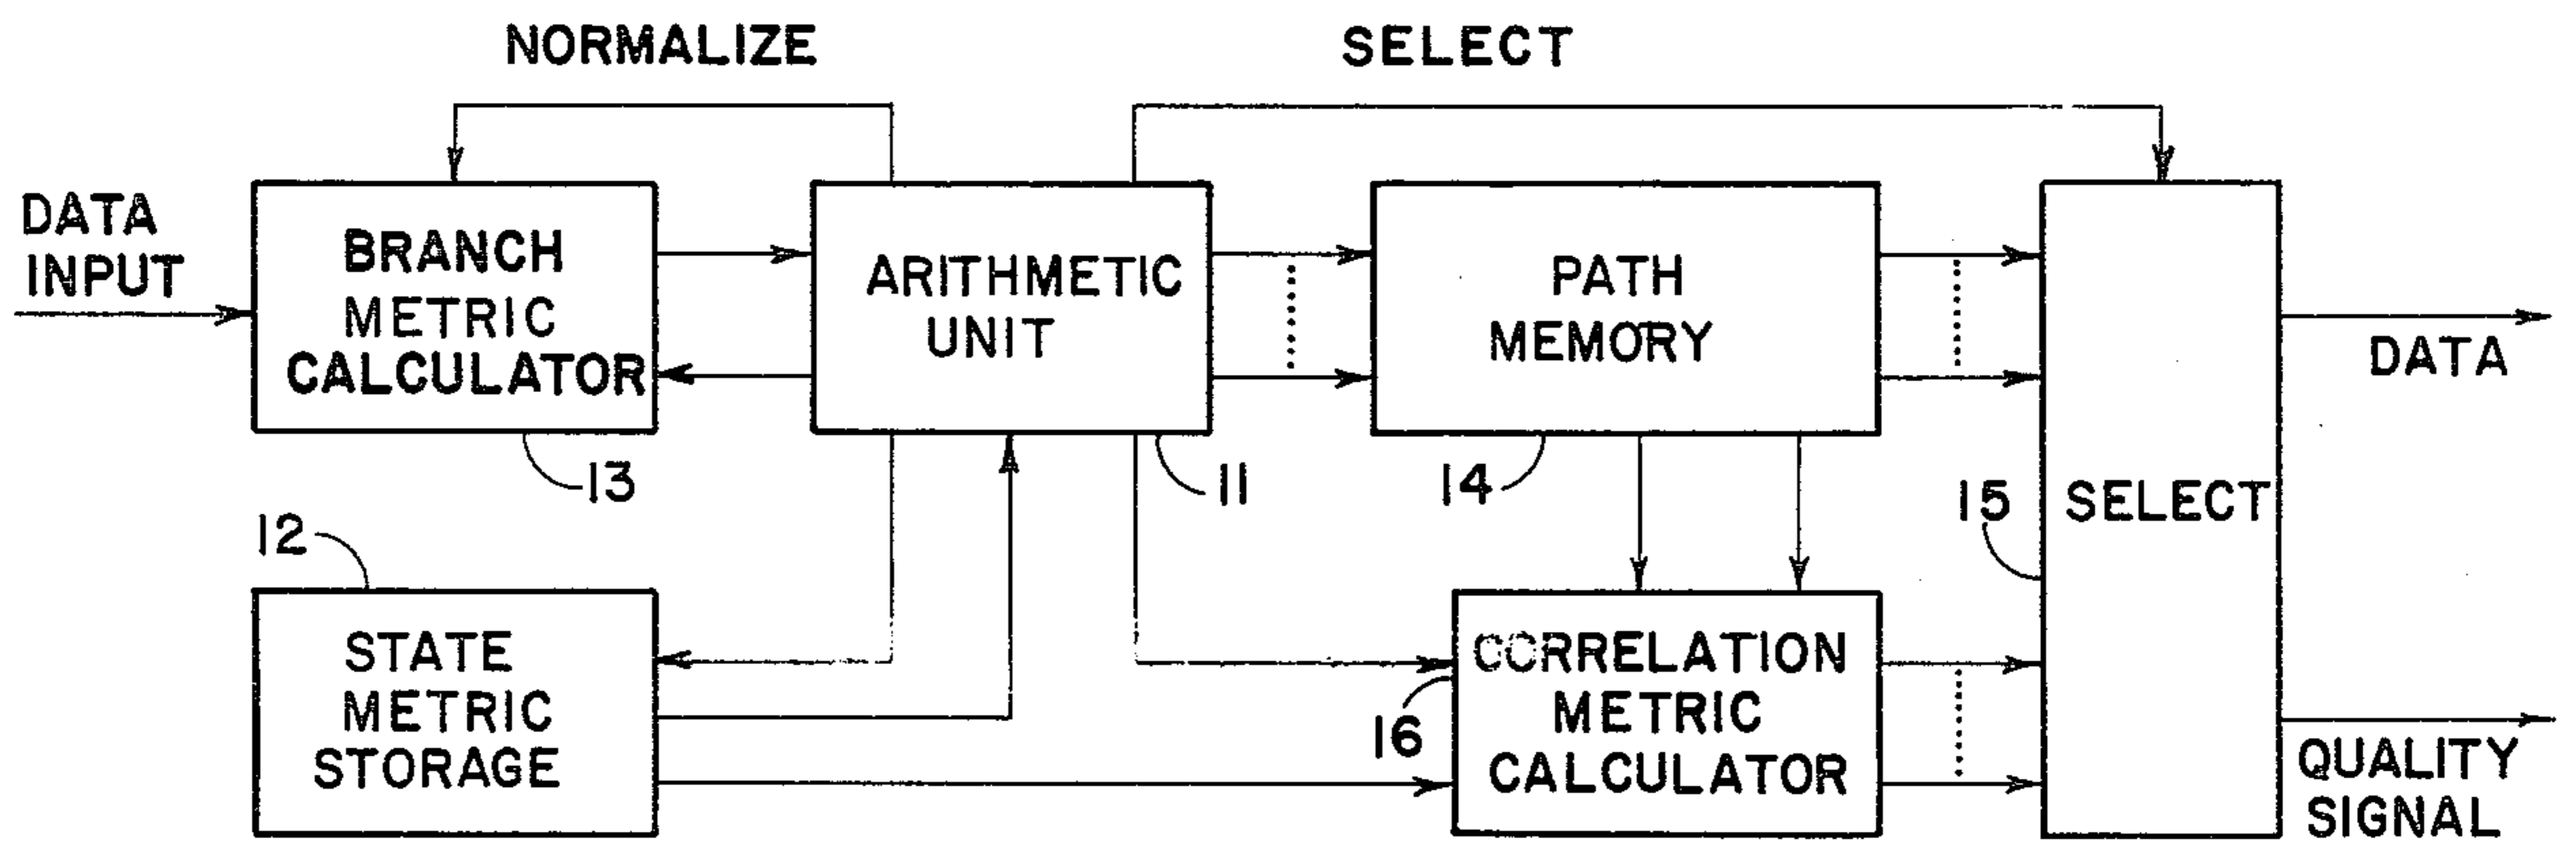 NORMALIZE
SELECT
DATA
INPUT
BRANCH
METRIC
CALCULATOR
13
ARITHMETIC
UNIT
11
PATH
MEMORY
14
SELECT
15
DATA
12
STATE
METRIC
STORAGE
CORRELATION
METRIC
CALCULATOR
16
QUALITY
SIGNAL